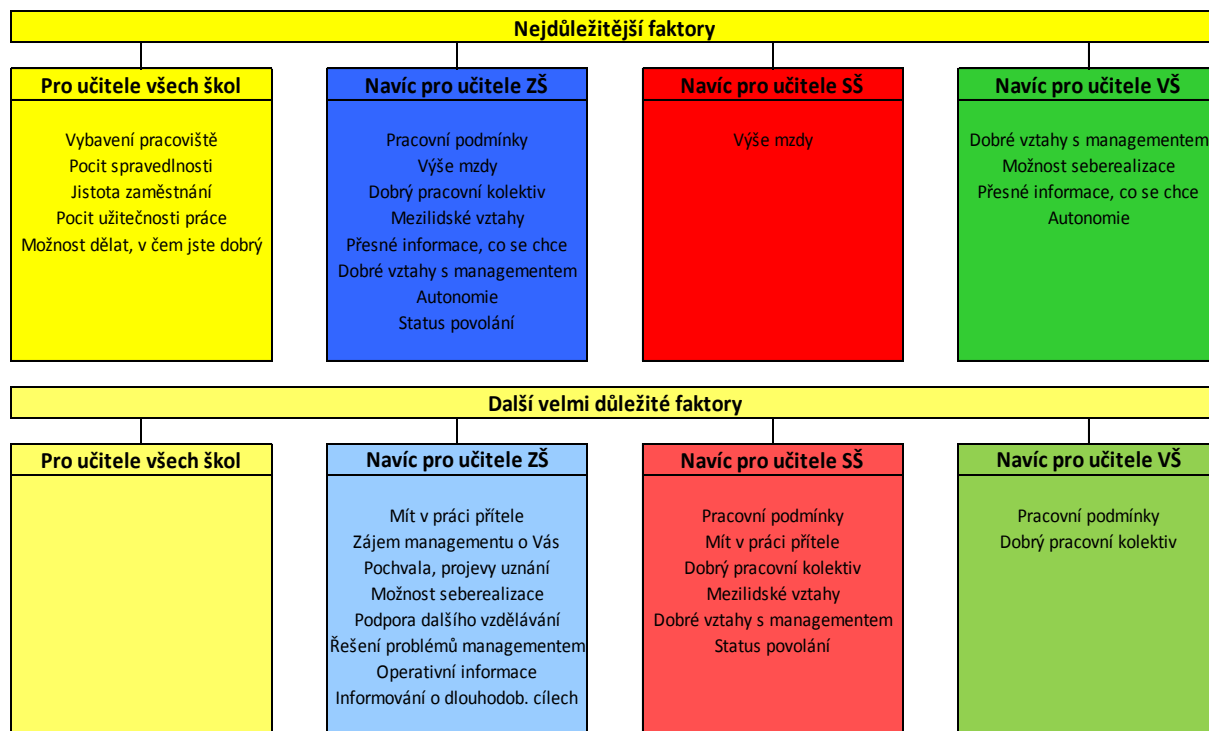 Nejdůležitější faktory
Pro učitele všech škol
Vybavení pracoviště
Pocit spravedlnosti
Jistota zaměstnání
Pocit užitečnosti práce
Možnost dělat, v čem jste dobrý
Navíc pro učitele ZŠ
Pracovní podmínky
Výše mzdy
Dobrý pracovní kolektiv
Mezilidské vztahy
Přesné informace, co se chce
Dobré vztahy s managementem
Autonomie
Status povolání
Navíc pro učitele SŠ
Výše mzdy
Navíc pro učitele VŠ
Dobré vztahy s managementem
Možnost seberealizace
Přesné informace, co se chce
Autonomie
Další velmi důležité faktory
Pro učitele všech škol
Navíc pro učitele ZŠ
Mít v práci přítele
Zájem managementu o Vás
Pochvala, projevy uznání
Možnost seberealizace
Podpora dalšího vzdělávání
Řešení problémů managementem
Operativní informace
Informování o dlouhodob. cílech
Navíc pro učitele SŠ
Pracovní podmínky
Mít v práci přítele
Dobrý pracovní kolektiv
Mezilidské vztahy
Dobré vztahy s managementem
Status povolání
Navíc pro učitele VŠ
Pracovní podmínky
Dobrý pracovní kolektiv